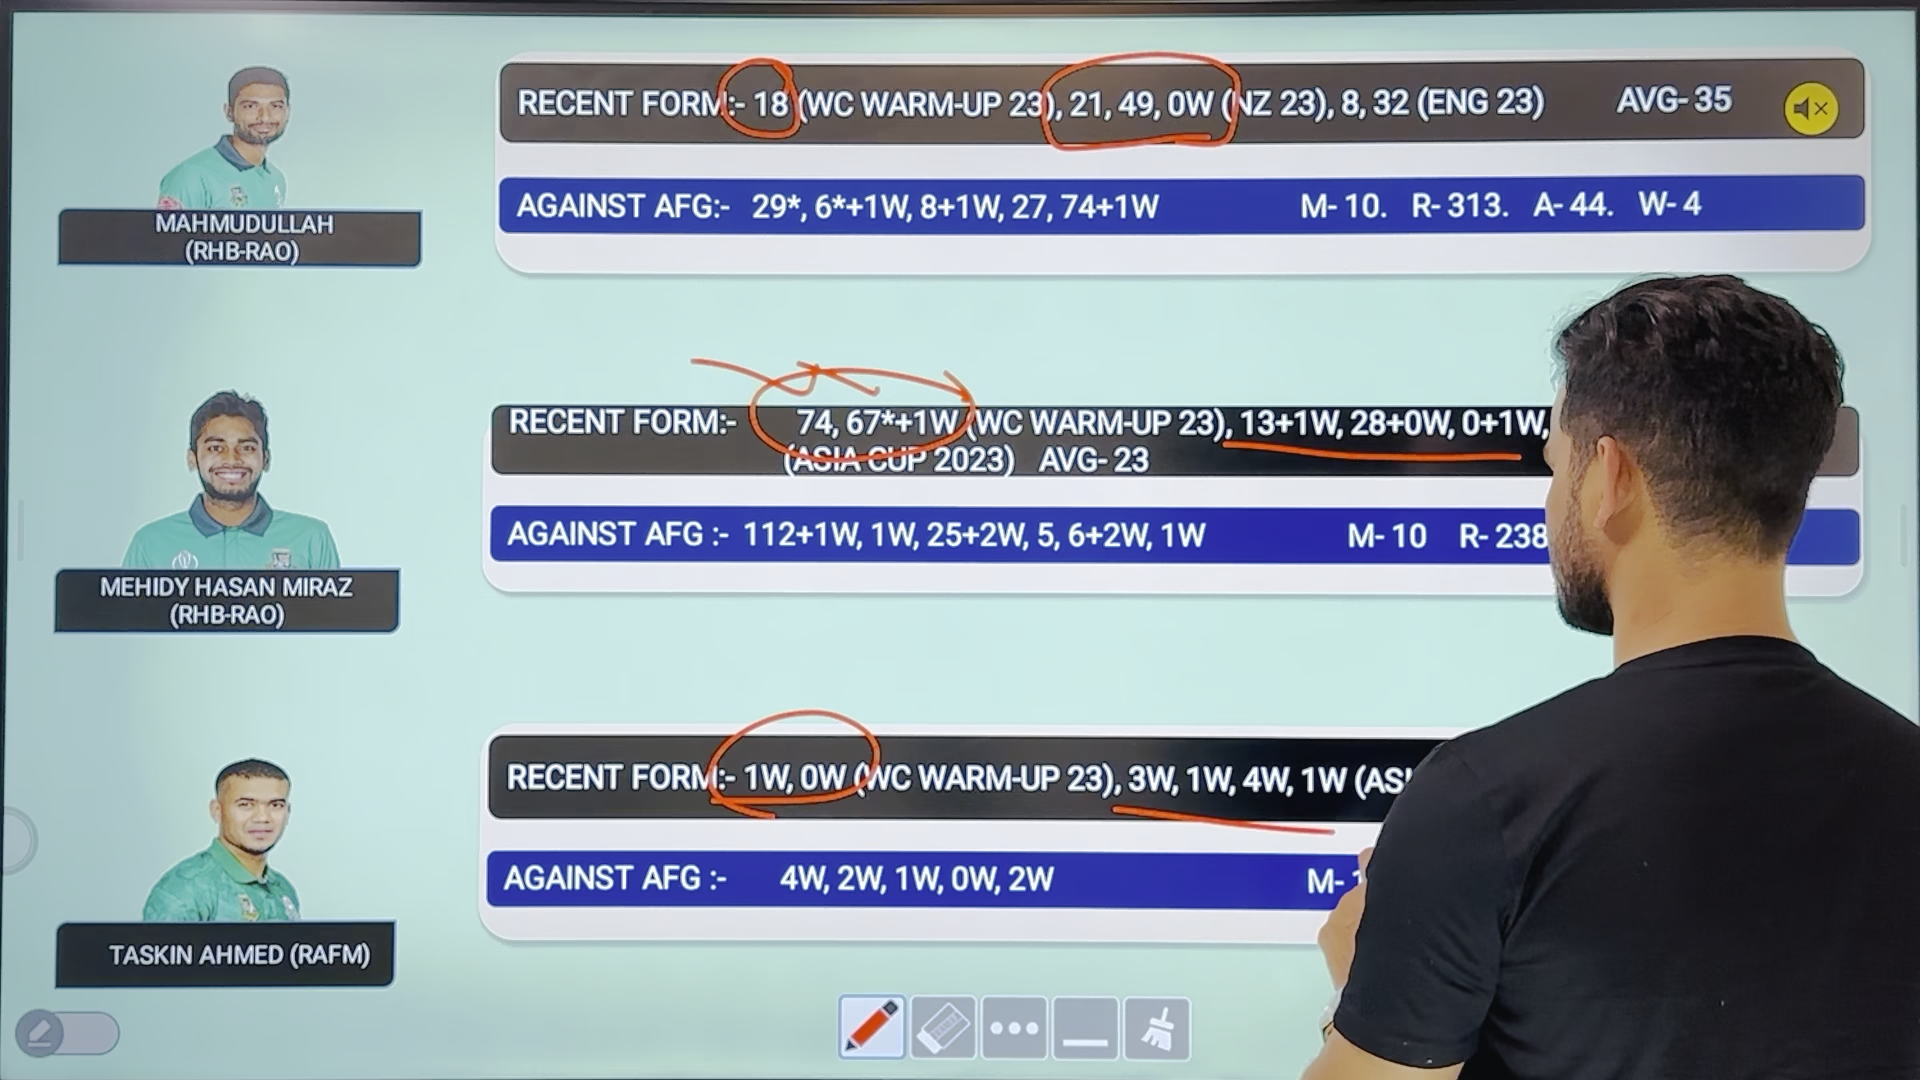 RECENT FORM:- 18 (WC WARM-UP 23), 21, 49, 0W (NZ 23), 8, 32 (ENG 23) AVG- 35
MAHMUDULLAH
(RHB-RAO)
AGAINST AFG:- 29*, 6*+1W, 8+1W, 27, 74+1W M- 10. R- 313. A- 44. W- 4
RECENT FORM:- 74, 67*+1W (WC WARM-UP 23), 13+1W, 28+0W, 0+1W,
(ASIA CUP 2023) AVG- 23
MEHIDY HASAN MIRAZ
(RHB-RAO)
AGAINST AFG :- 112+1W, 1W, 25+2W, 5, 6+2W, 1W M- 10 R- 238
RECENT FORM:- 1W, 0W (WC WARM-UP 23), 3W, 1W, 4W, 1W
AGAINST AFG :- 4W, 2W, 1W, 0W, 2W M-
TASKIN AHMED (RAFM)